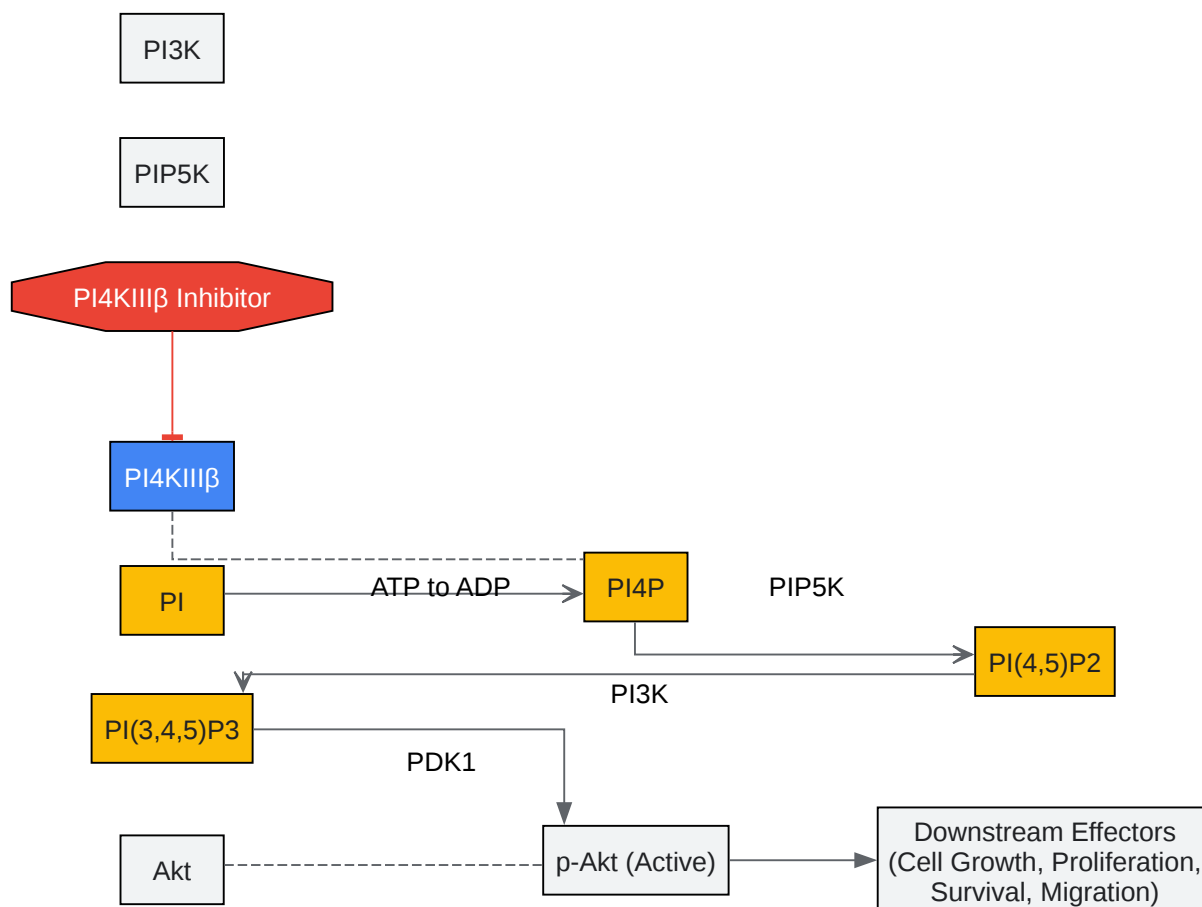 PI3K
PIP5K
PI4KIIIβ Inhibitor
PI4KIIIβ
PI
ATP to ADP
PI4P
PIP5K
PI(4,5)P2
PI3K
PI(3,4,5)P3
PDK1
Akt
p-Akt (Active)
Downstream Effectors
(Cell Growth, Proliferation,
Survival, Migration)